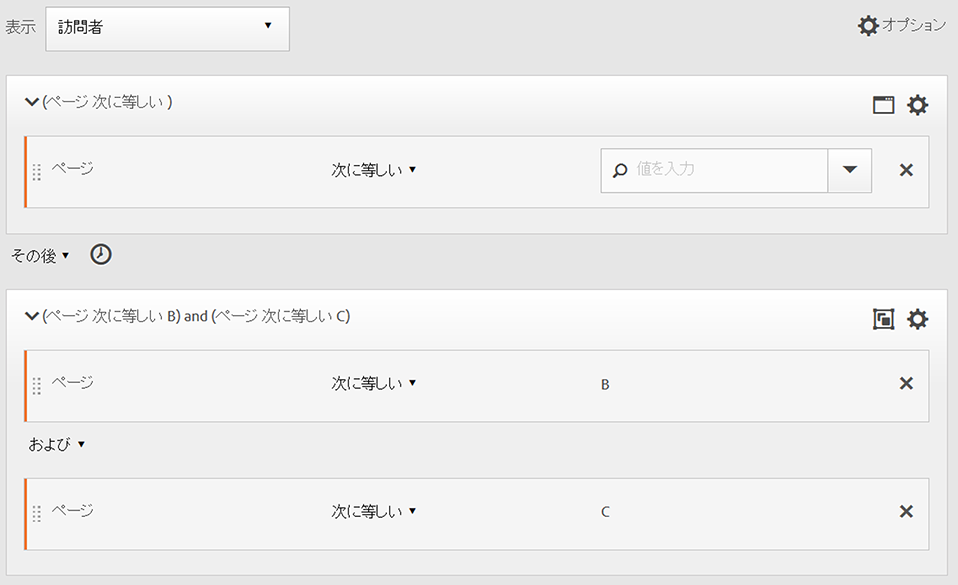 表示 訪問者 オプション
(ページ 次に等しい )
ページ 次に等しい 値を入力
その後
(ページ 次に等しい B) and (ページ 次に等しい C)
ページ 次に等しい B
および
ページ 次に等しい C